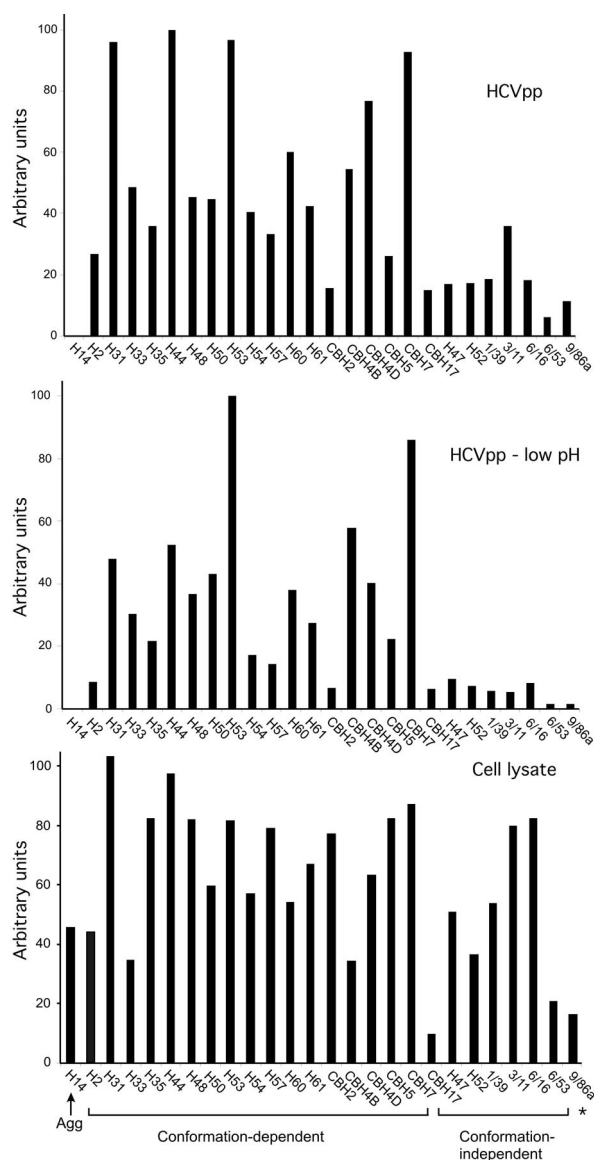 HCVpp
Arbitrary units
100
80
60
40
20
0
H14 H2 H31 H33 H35 H44 H48 H50 H53 H54 H57 H60 H61 CBH2 CBH4B CBH4D CBH5 CBH7 CBH17 H47 H52 1/39 3/11 6/16 6/53 9/86a
HCVpp - low pH
Arbitrary units
100
80
60
40
20
0
H14 H2 H31 H33 H35 H44 H48 H50 H53 H54 H57 H60 H61 CBH2 CBH4B CBH4D CBH5 CBH7 CBH17 H47 H52 1/39 3/11 6/16 6/53 9/86a
Cell lysate
Arbitrary units
100
80
60
40
20
0
H14 H2 H31 H33 H35 H44 H48 H50 H53 H54 H57 H60 H61 CBH2 CBH4B CBH4D CBH5 CBH7 CBH17 H47 H52 1/39 3/11 6/16 6/53 9/86a *
Agg
Conformation-dependent
Conformation-
independent